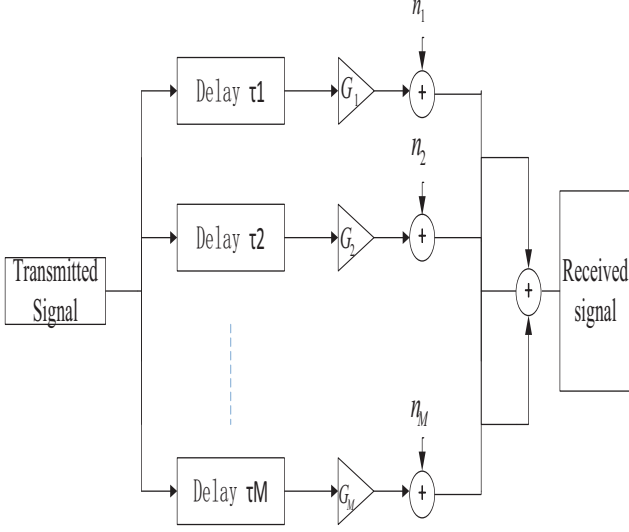 n1
Delay τ1
G1
+
n2
Delay τ2
G2
+
Transmitted
Signal
+
Received
signal
nM
Delay τM
GM
+